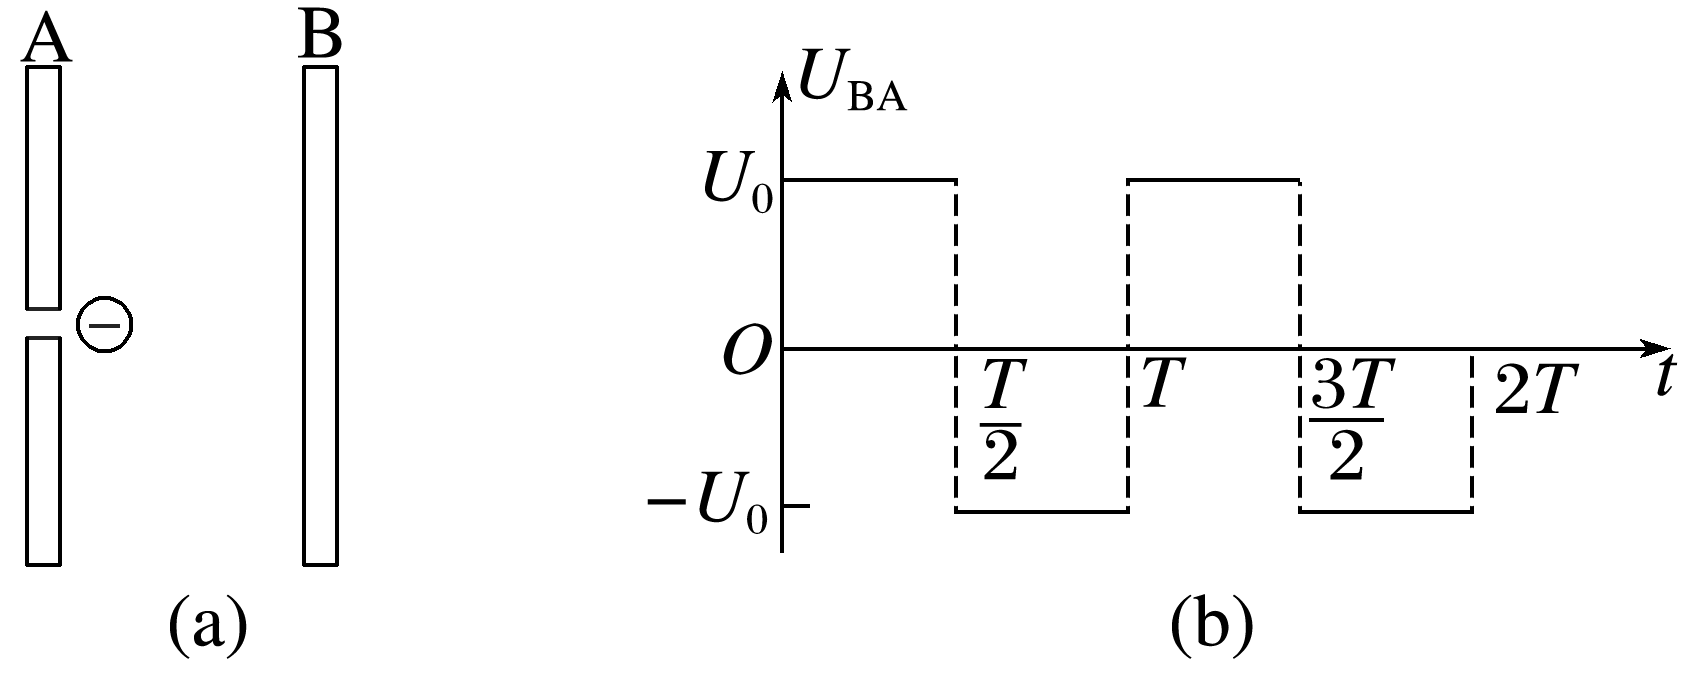 A B
U_BA
U_0
−
O T/2 T 3T/2 2T t
−U_0
(a) (b)